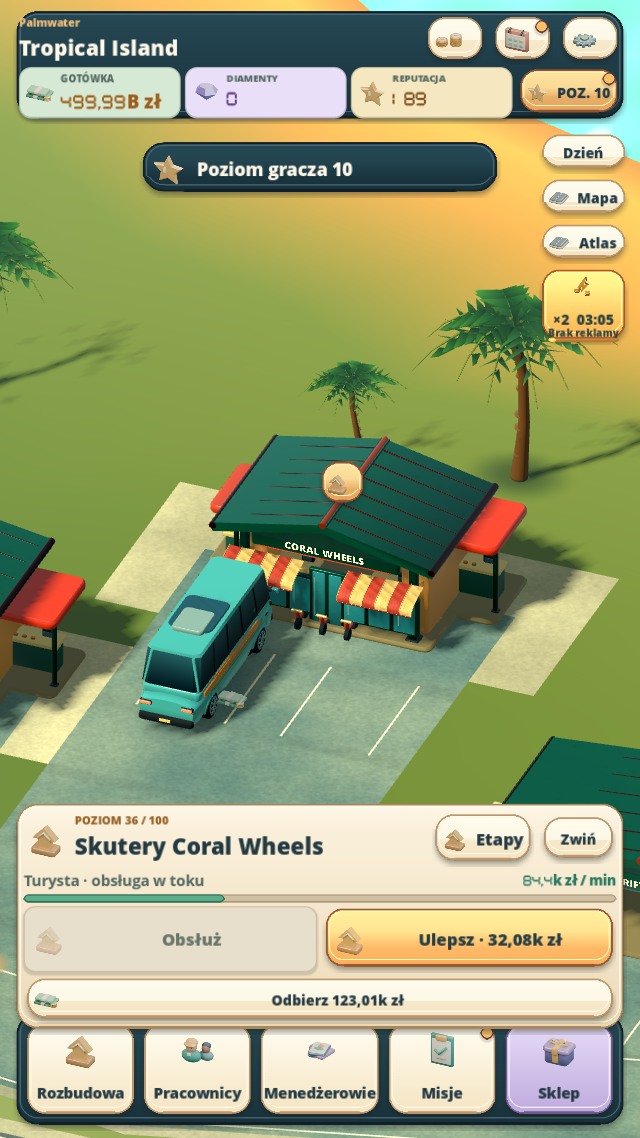 Palmwater
Tropical Island
GOTÓWKA
499,99B zł
DIAMENTY
0
REPUTACJA
189
POZ. 10
Poziom gracza 10
Dzień
Mapa
Atlas
×2 03:05
Brak reklamy
CORAL WHEELS
POZIOM 36 / 100
Skutery Coral Wheels
Etapy
Zwiń
Turysta · obsługa w toku
84,4k zł / min
Obsłuż
Ulepsz · 32,08k zł
Odbierz 123,01k zł
Rozbudowa
Pracownicy
Menedżerowie
Misje
Sklep